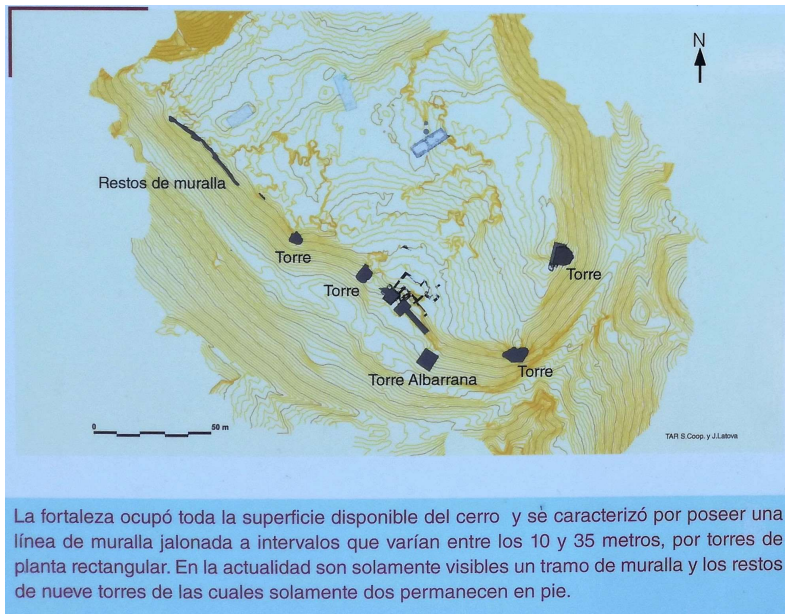 N
Restos de muralla
Torre
Torre
Torre
Torre
Torre Albarrana
0 50 m
TAR S.Coop. y J.Latova
La fortaleza ocupó toda la superficie disponible del cerro y se caracterizó por poseer una
línea de muralla jalonada a intervalos que varían entre los 10 y 35 metros, por torres de
planta rectangular. En la actualidad son solamente visibles un tramo de muralla y los restos
de nueve torres de las cuales solamente dos permanecen en pie.